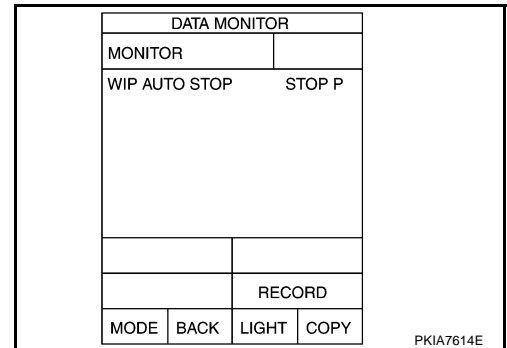 DATA MONITOR
MONITOR
WIP AUTO STOP STOP P
RECORD
MODE BACK LIGHT COPY
PKIA7614E